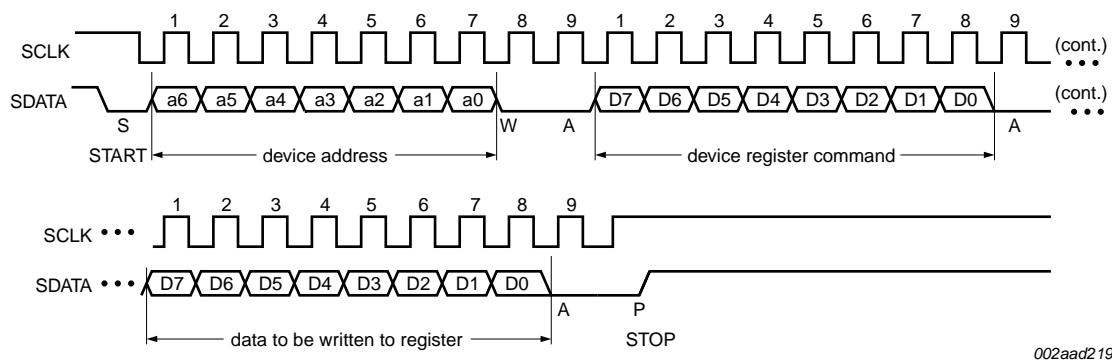 1 2 3 4 5 6 7 8 9 1 2 3 4 5 6 7 8 9
SCLK (cont.)
SDATA a6 a5 a4 a3 a2 a1 a0 D7 D6 D5 D4 D3 D2 D1 D0 (cont.)
S W A A
START device address device register command
1 2 3 4 5 6 7 8 9
SCLK
SDATA D7 D6 D5 D4 D3 D2 D1 D0
A P
data to be written to register STOP
002aad219